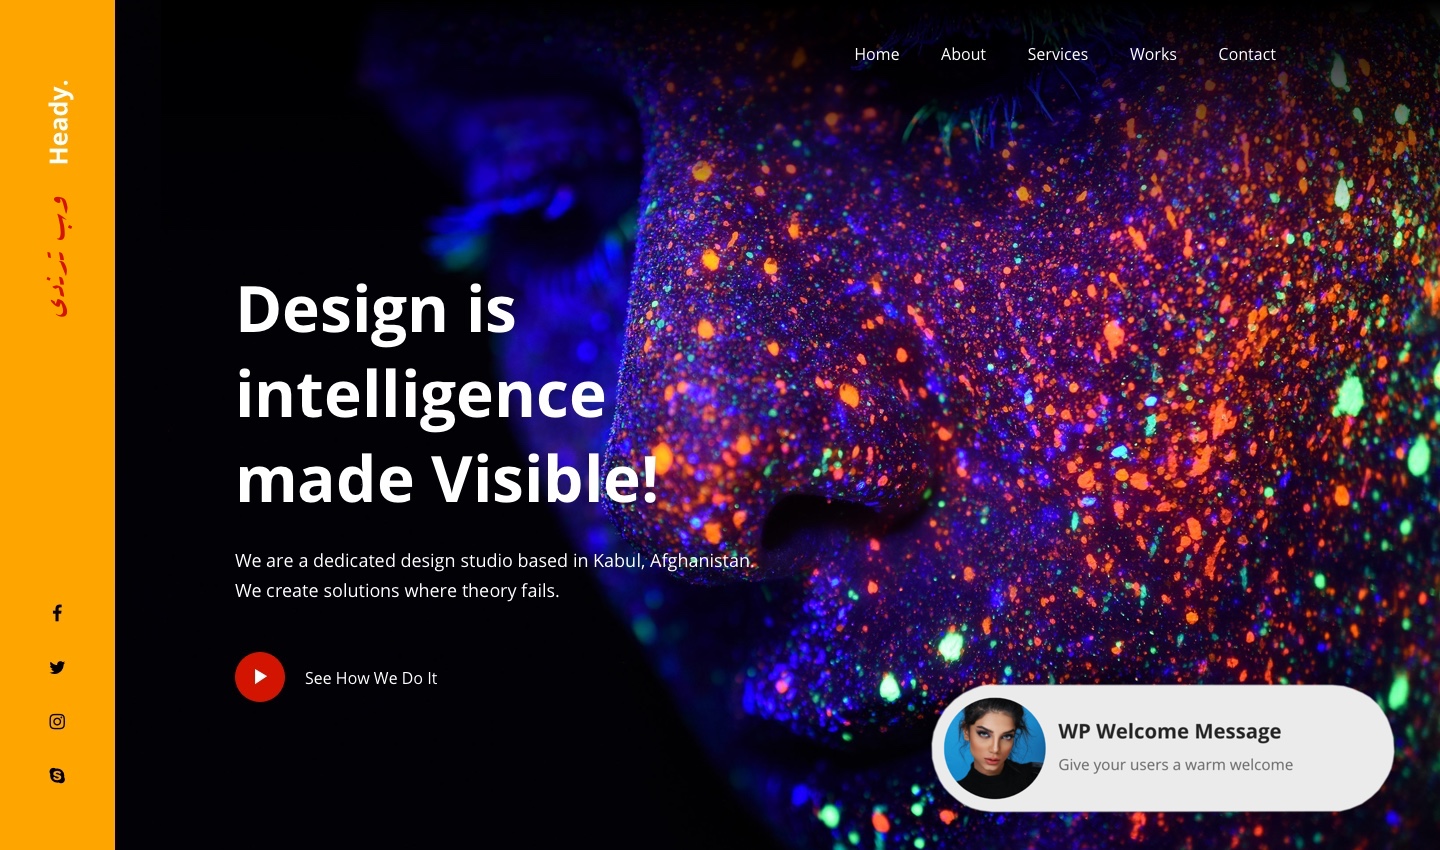 Heady.
وب تَرَندی
Home About Services Works Contact
Design is
intelligence
made Visible!
We are a dedicated design studio based in Kabul, Afghanistan.
We create solutions where theory fails.
See How We Do It
WP Welcome Message
Give your users a warm welcome